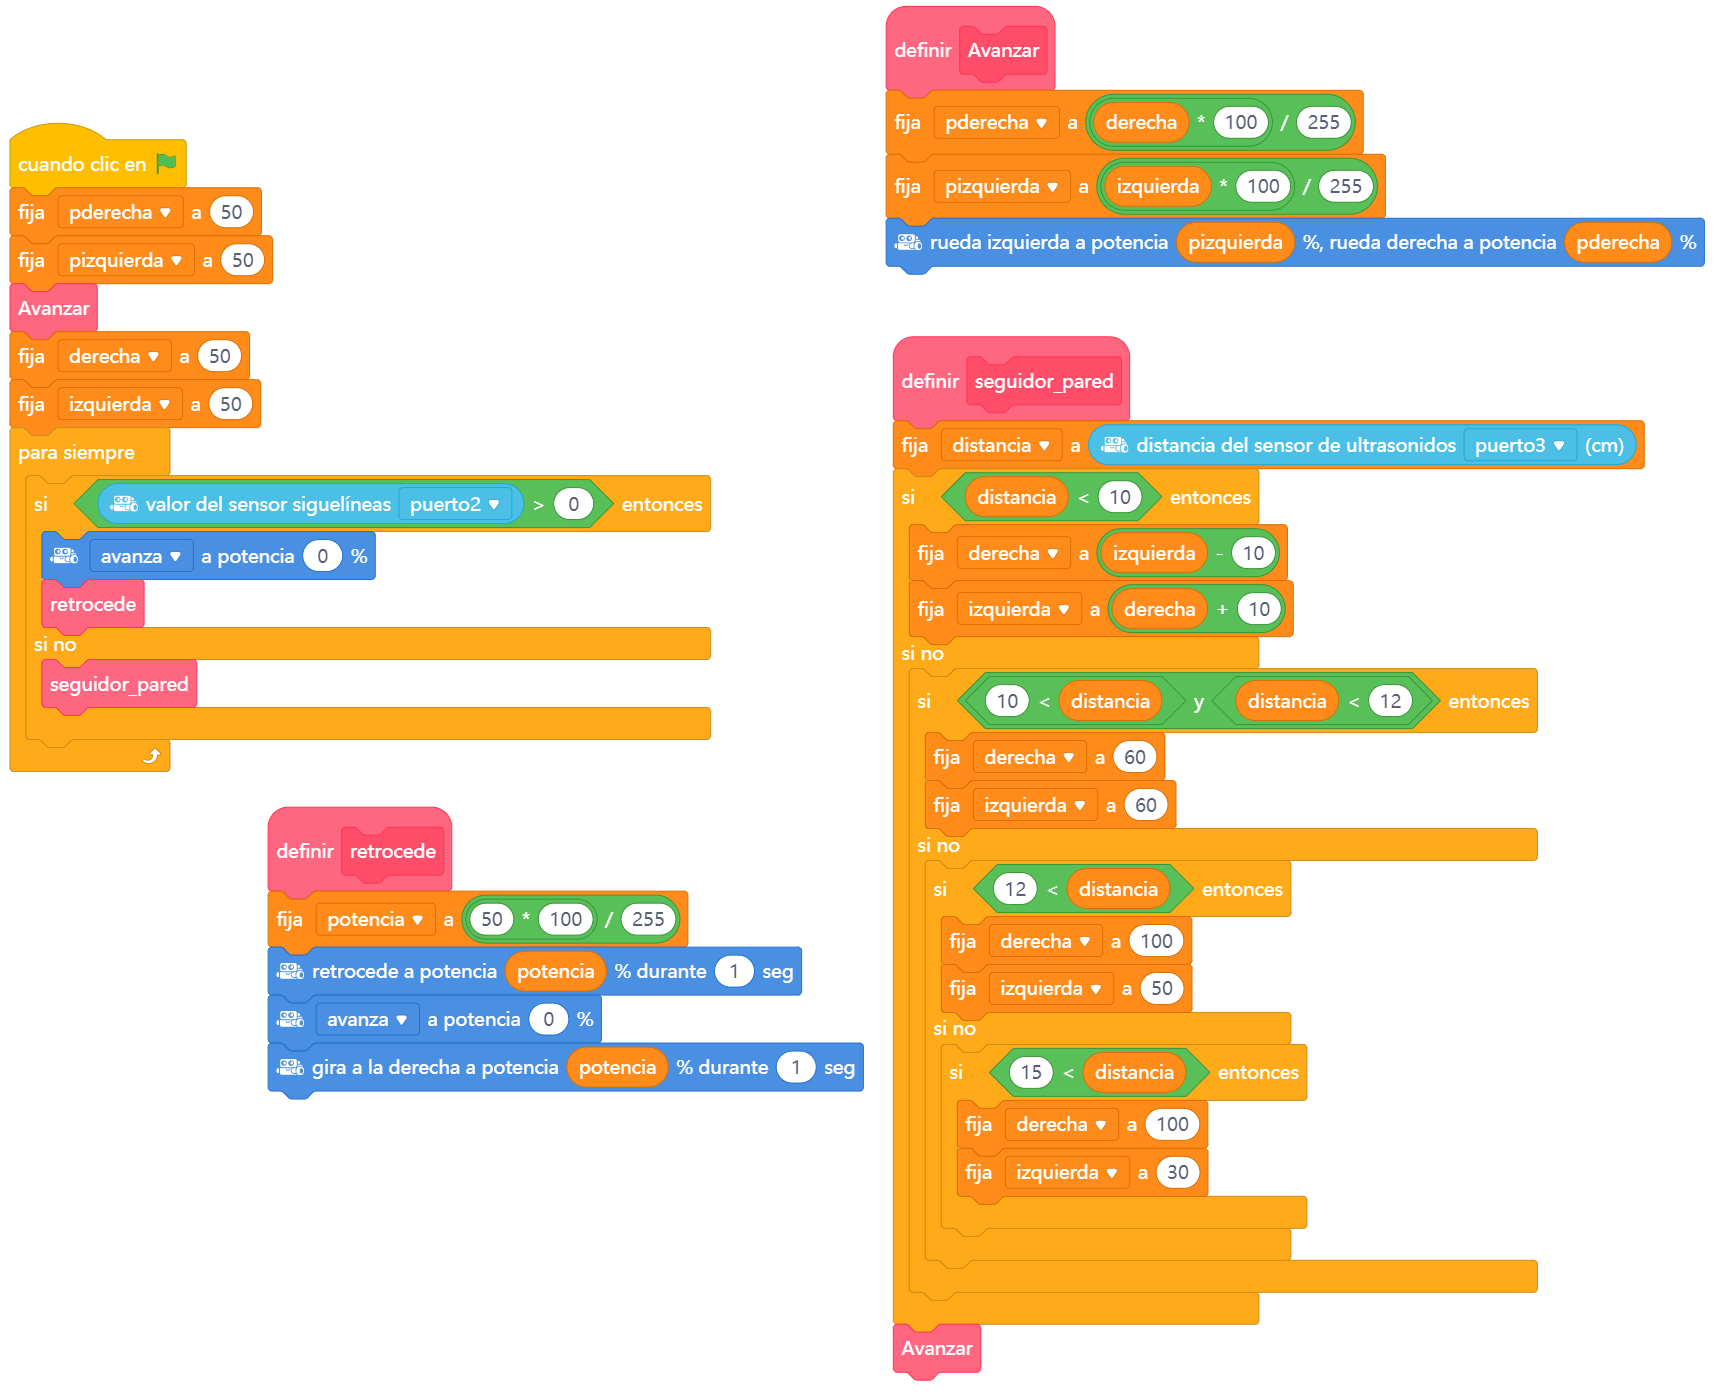 cuando clic en
fija pderecha a 50
fija pizquierda a 50
Avanzar
fija derecha a 50
fija izquierda a 50
para siempre
si valor del sensor siguelíneas puerto2 > 0 entonces
avanza a potencia 0 %
retrocede
si no
seguidor_pared
definir retrocede
fija potencia a 50 * 100 / 255
retrocede a potencia potencia % durante 1 seg
avanza a potencia 0 %
gira a la derecha a potencia potencia % durante 1 seg
definir Avanzar
fija pderecha a derecha * 100 / 255
fija pizquierda a izquierda * 100 / 255
rueda izquierda a potencia pizquierda %, rueda derecha a potencia pderecha %
definir seguidor_pared
fija distancia a distancia del sensor de ultrasonidos puerto3 (cm)
si distancia < 10 entonces
fija derecha a izquierda - 10
fija izquierda a derecha + 10
si no
si 10 < distancia y distancia < 12 entonces
fija derecha a 60
fija izquierda a 60
si no
si 12 < distancia entonces
fija derecha a 100
fija izquierda a 50
si no
si 15 < distancia entonces
fija derecha a 100
fija izquierda a 30
Avanzar